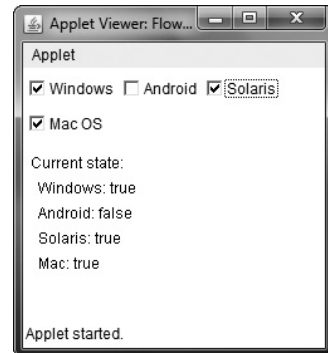 Applet Viewer: Flow...
Applet
Windows Android Solaris
Mac OS
Current state:
Windows: true
Android: false
Solaris: true
Mac: true
Applet started.